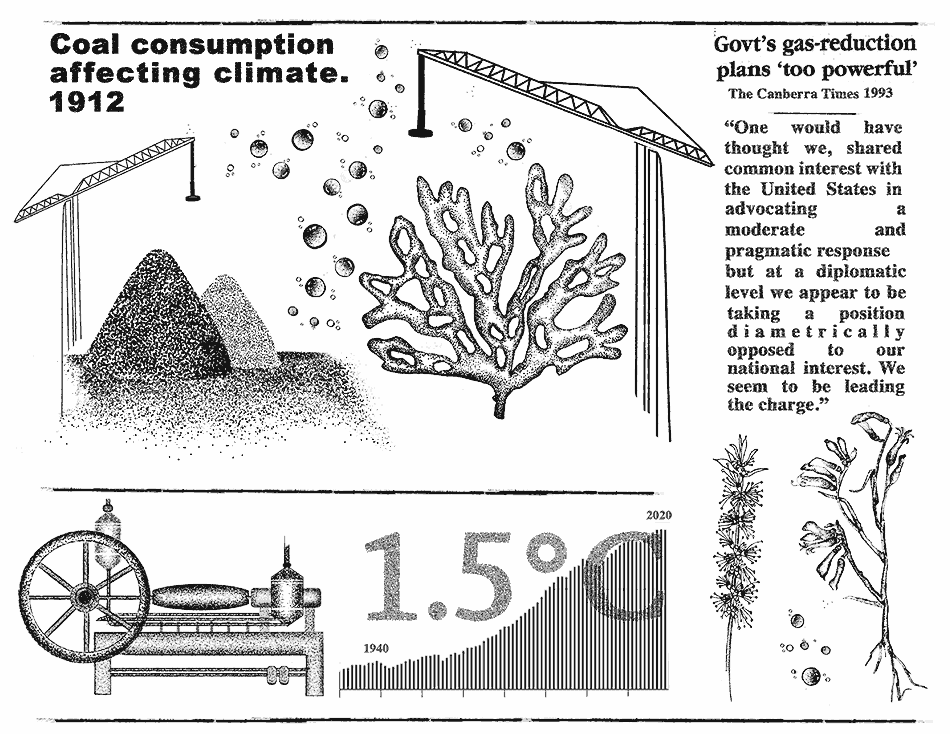 Coal consumption
affecting climate.
1912
Govt's gas-reduction
plans 'too powerful'
The Canberra Times 1993
“One would have
thought we, shared
common interest with
the United States in
advocating a
moderate and
pragmatic response
but at a diplomatic
level we appear to be
taking a position
diametrically
opposed to our
national interest. We
seem to be leading
the charge.”
1.5°C
2020
1940